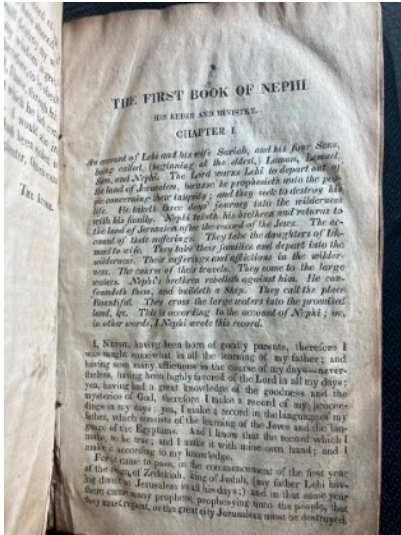 THE FIRST BOOK OF NEPHI.
HIS REIGN AND MINISTRY.
CHAPTER I.
An account of Lehi and his wife Sariah, and his four Sons,
being called, (beginning at the eldest,) Laman, Lemuel,
Sam, and Nephi. The Lord warns Lehi to depart out of
the land of Jerusalem, because he prophesieth unto the peo-
ple concerning their iniquity; and they seek to destroy his
life. He taketh three days' journey into the wilderness
with his family. Nephi taketh his brethren and returns to
the land of Jerusalem after the record of the Jews. The ac-
count of their sufferings. They take the daughters of Ish-
mael to wife. They take their families and depart into the
wilderness. Their sufferings and afflictions in the wilder-
ness. The course of their travels. They come to the large
waters. Nephi's brethren rebelleth against him. He con-
foundeth them, and buildeth a Ship. They call the place
Bountiful. They cross the large waters into the promised
land, &c. This is according to the account of Nephi; or,
in other words, I Nephi wrote this record.
I, NEPHI, having been born of goodly parents, therefore I
was taught somewhat in all the learning of my father; and
having seen many afflictions in the course of my days—never-
theless, having been highly favored of the Lord in all my days;
yea, having had a great knowledge of the goodness and the
mysteries of God, therefore I make a record of my procee-
dings in my days; yea, I make a record in the language of my
father, which consists of the learning of the Jews and the lan-
guage of the Egyptians. And I know that the record which I
make, to be true; and I make it with mine own hand; and I
make it according to my knowledge.
For it came to pass, in the commencement of the first year
of the reign of Zedekiah, king of Judah, (my father Lehi hav-
ing dwelt at Jerusalem in all his days;) and in that same year
there came many prophets, prophesying unto the people, that
they must repent, or the great city Jerusalem must be destroyed.
THE AUTHOR.